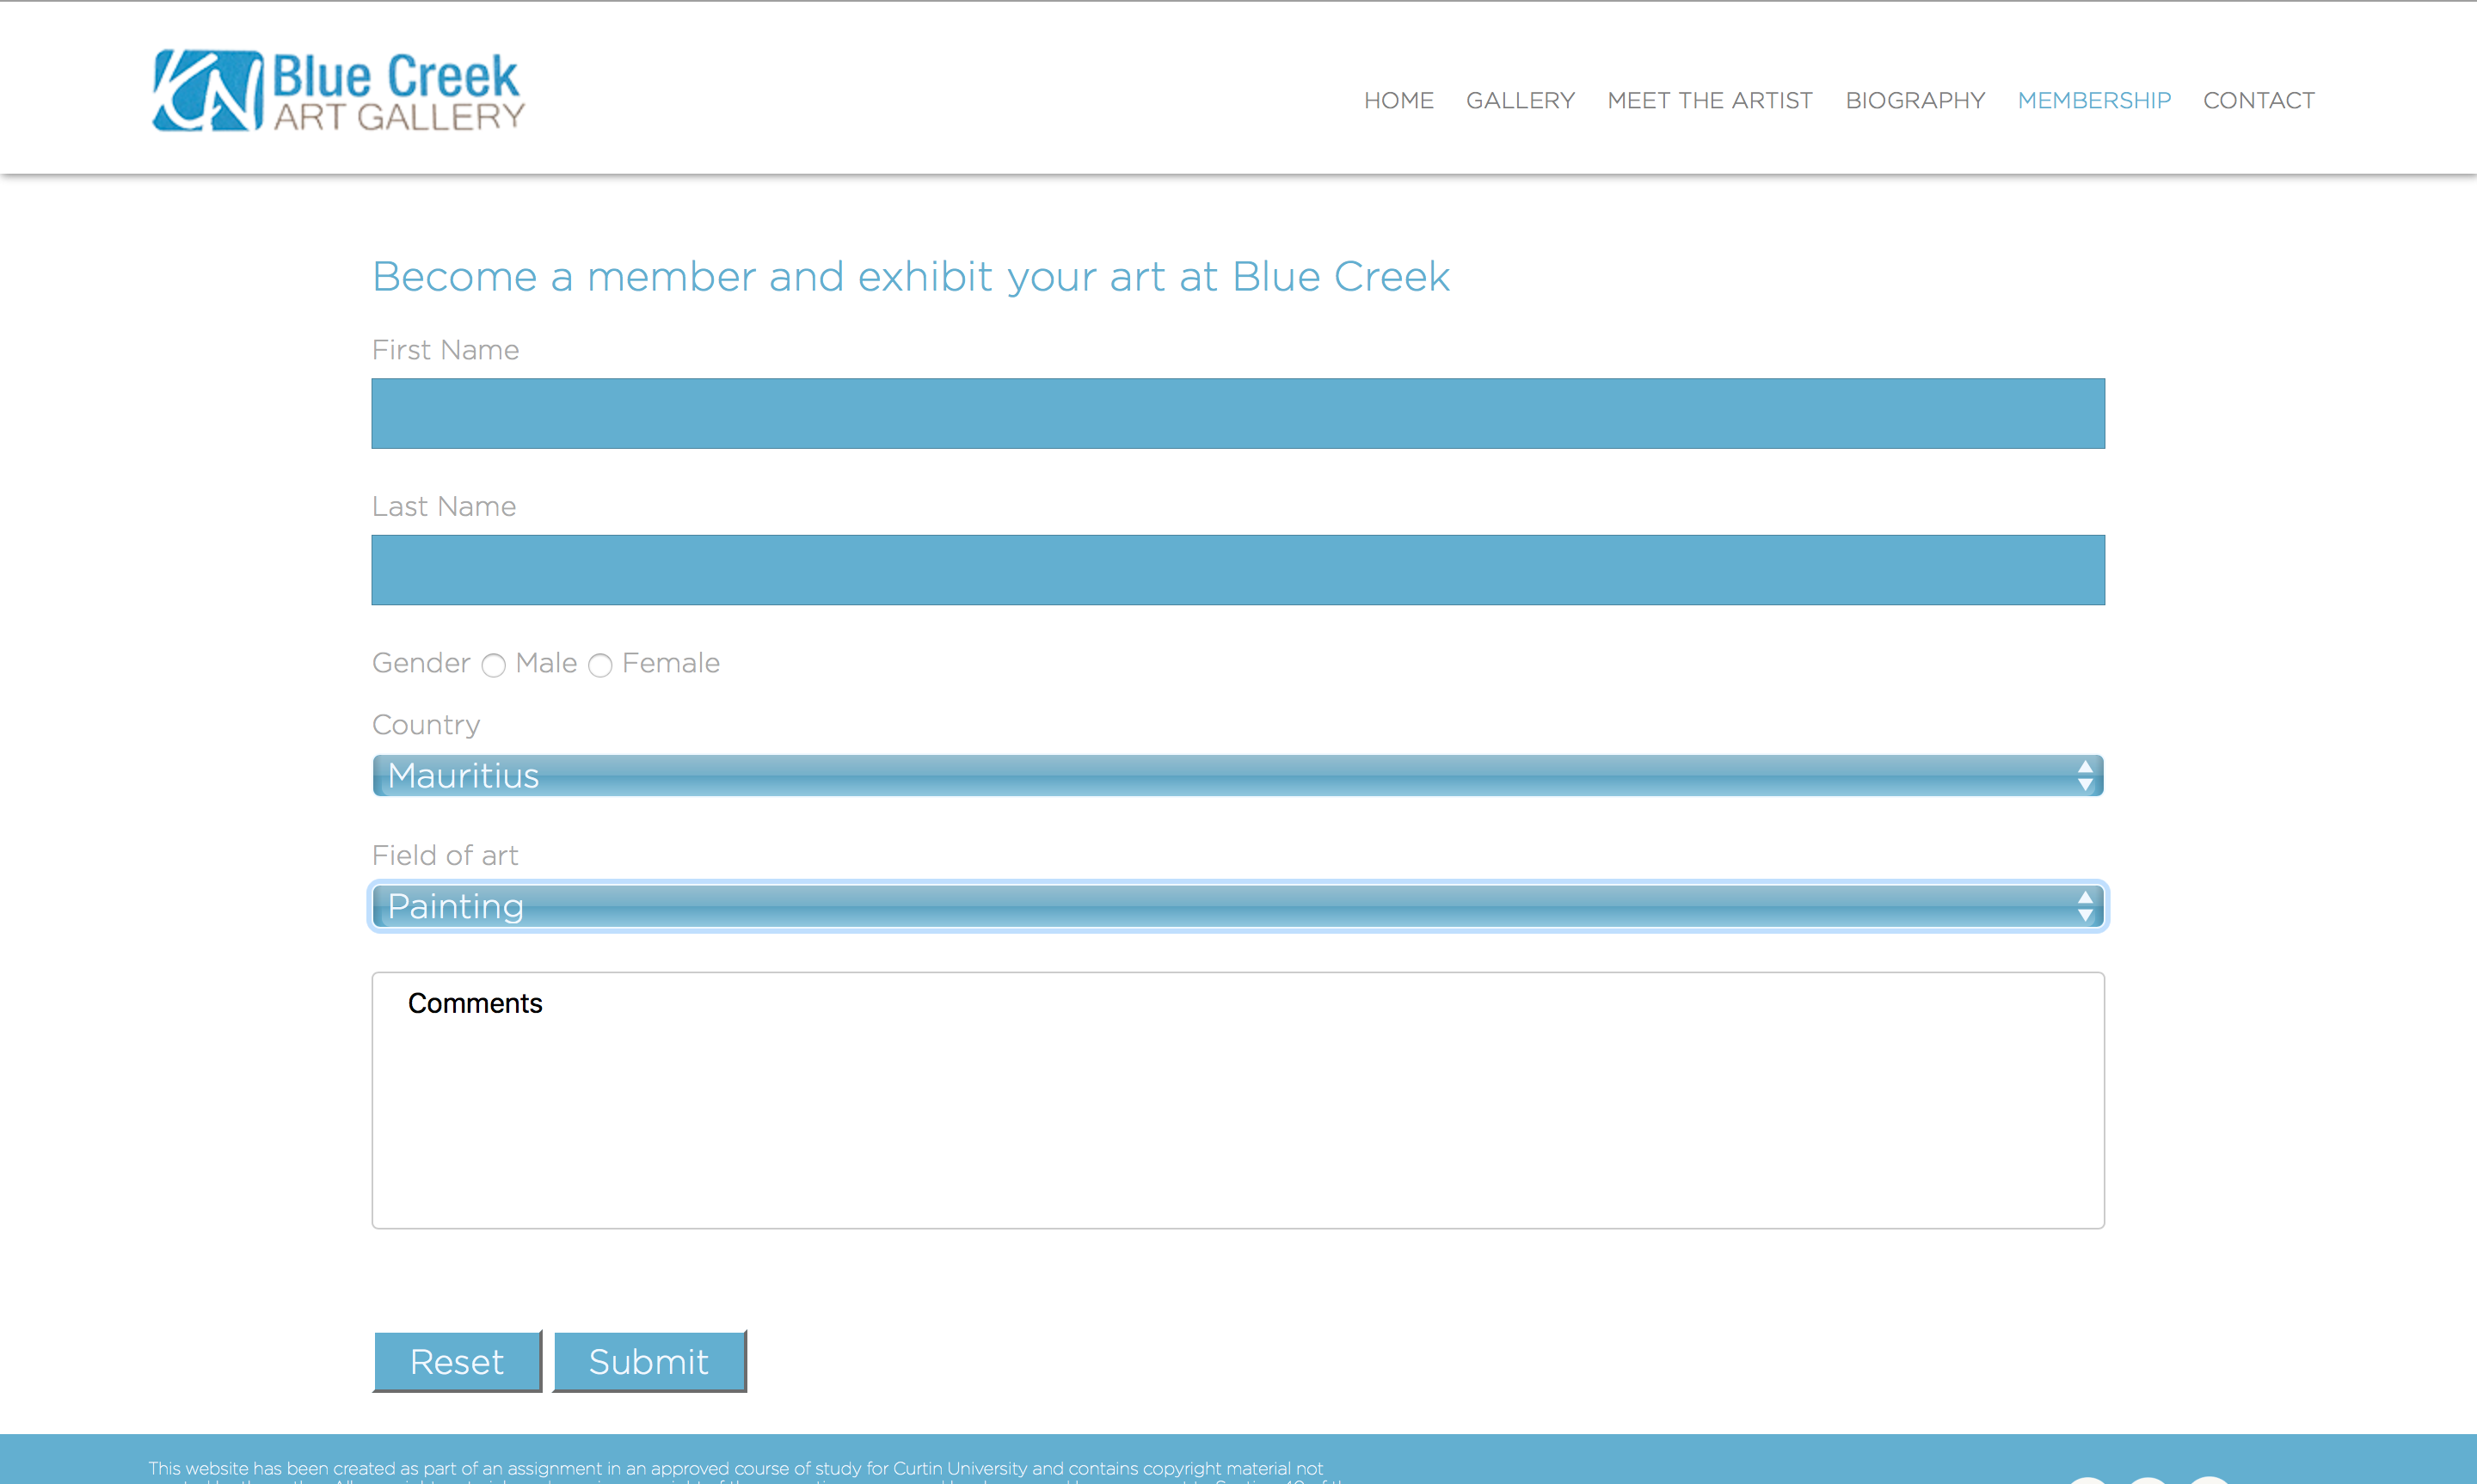 Blue Creek
ART GALLERY
HOME GALLERY MEET THE ARTIST BIOGRAPHY MEMBERSHIP CONTACT
Become a member and exhibit your art at Blue Creek
First Name
Last Name
Gender Male Female
Country
Mauritius
Field of art
Painting
Comments
Reset Submit
This website has been created as part of an assignment in an approved course of study for Curtin University and contains copyright material not